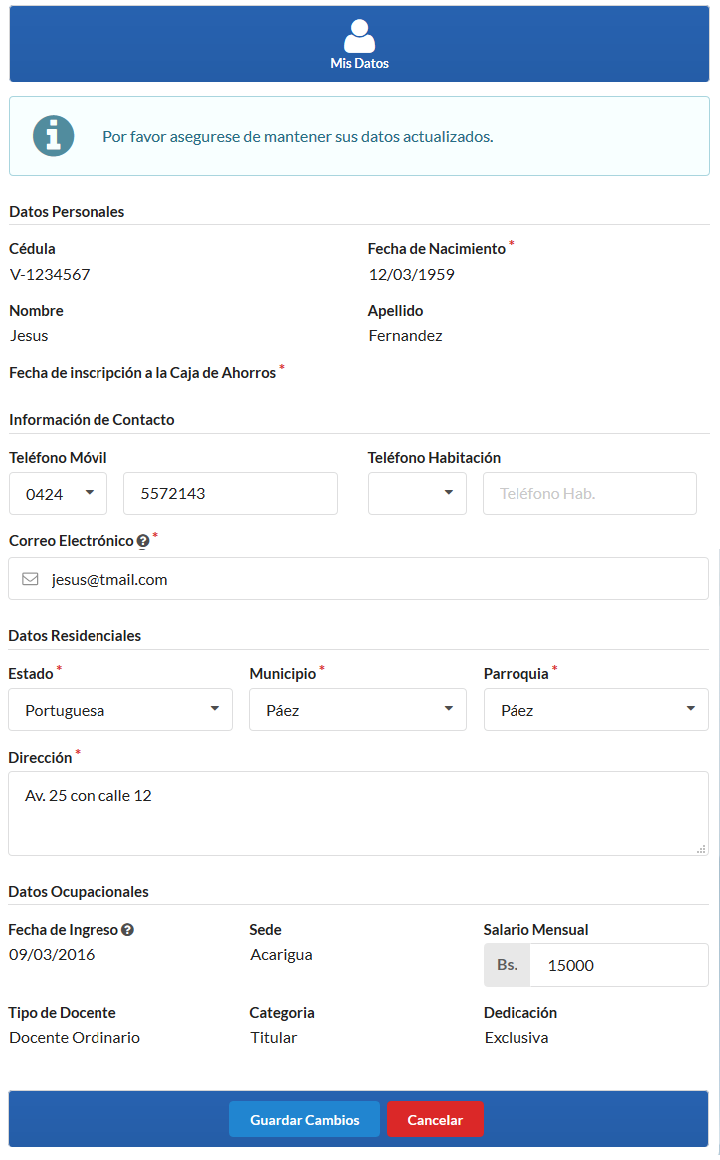 Mis Datos
Por favor asegurese de mantener sus datos actualizados.
Datos Personales
Cédula
Fecha de Nacimiento *
V-1234567
12/03/1959
Nombre
Apellido
Jesus
Fernandez
Fecha de inscripción a la Caja de Ahorros *
Información de Contacto
Teléfono Móvil
Teléfono Habitación
0424
5572143
Teléfono Hab.
Correo Electrónico ? *
jesus@tmail.com
Datos Residenciales
Estado *
Municipio *
Parroquia *
Portuguesa
Páez
Páez
Dirección *
Av. 25 con calle 12
Datos Ocupacionales
Fecha de Ingreso ?
Sede
Salario Mensual
09/03/2016
Acarigua
Bs.
15000
Tipo de Docente
Categoria
Dedicación
Docente Ordinario
Titular
Exclusiva
Guardar Cambios
Cancelar